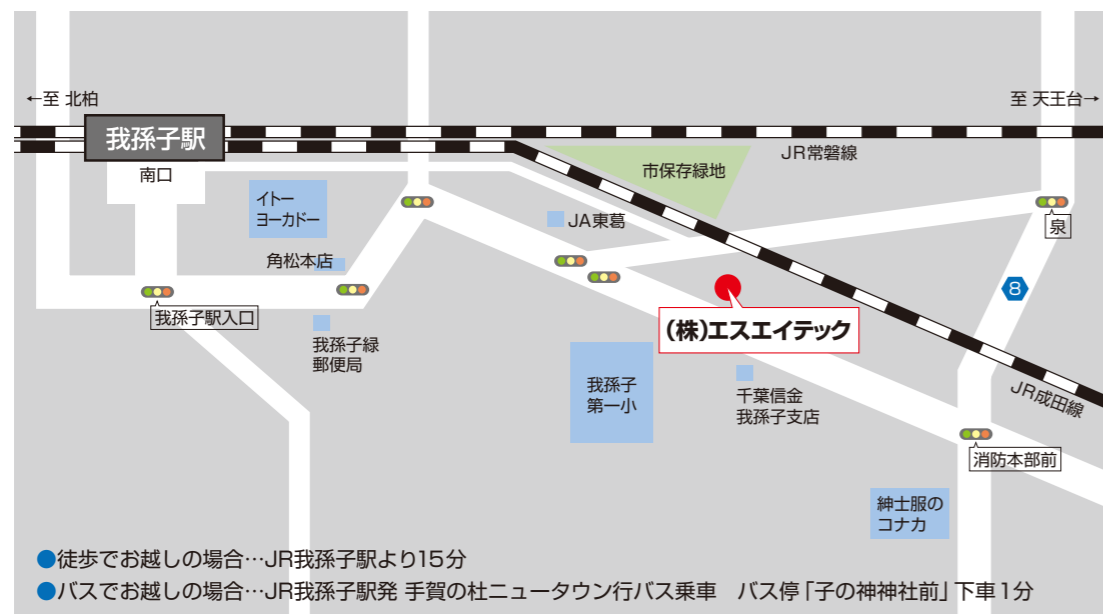 ←至 北柏
至 天王台→
我孫子駅
南口
JR常磐線
市保存緑地
イトー
ヨーカドー
JA東葛
泉
角松本店
8
我孫子駅入口
(株)エスエイテック
我孫子緑
郵便局
我孫子
第一小
千葉信金
我孫子支店
JR成田線
消防本部前
紳士服の
コナカ
●徒歩でお越しの場合…JR我孫子駅より15分
●バスでお越しの場合…JR我孫子駅発 手賀の杜ニュータウン行バス乗車 バス停「子の神神社前」下車1分